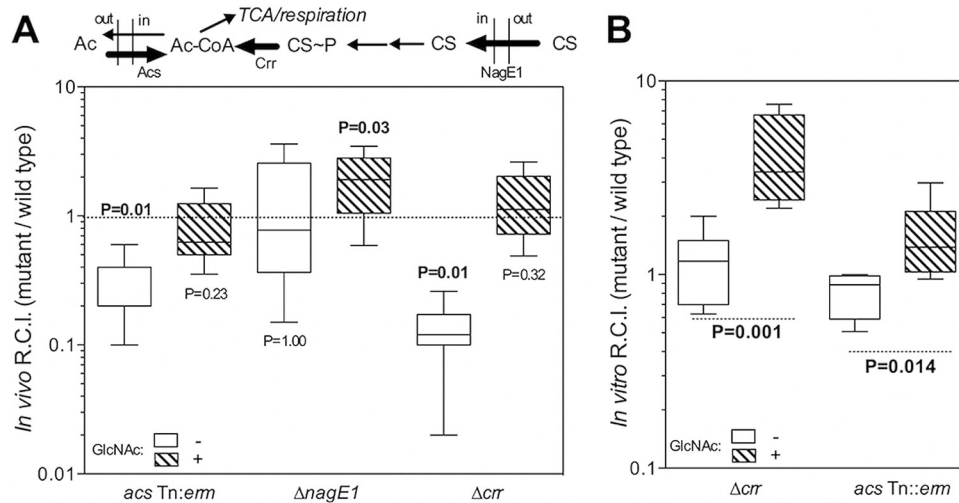 A
B
TCA/respiration
out in
in out
Ac Ac-CoA CS~P CS CS
Acs Crr NagE1
In vivo R.C.I. (mutant / wild type)
10
1
0.1
0.01
P=0.01
P=0.23
P=1.00
P=0.03
P=0.01
P=0.32
GlcNAc: - +
acs Tn:erm ΔnagE1 Δcrr
In vitro R.C.I. (mutant / wild type)
10
1
0.1
P=0.001
P=0.014
GlcNAc: - +
Δcrr acs Tn::erm